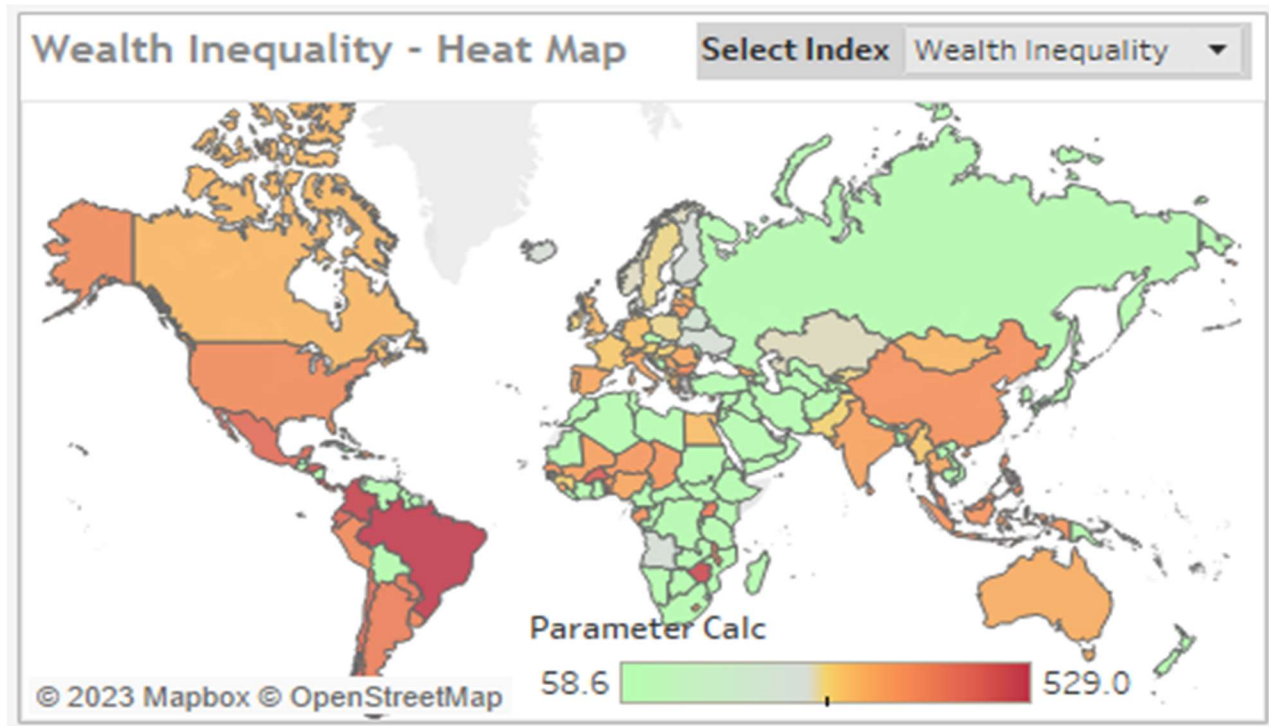 Wealth Inequality - Heat Map
Select Index Wealth Inequality
Parameter Calc
58.6 529.0
© 2023 Mapbox © OpenStreetMap